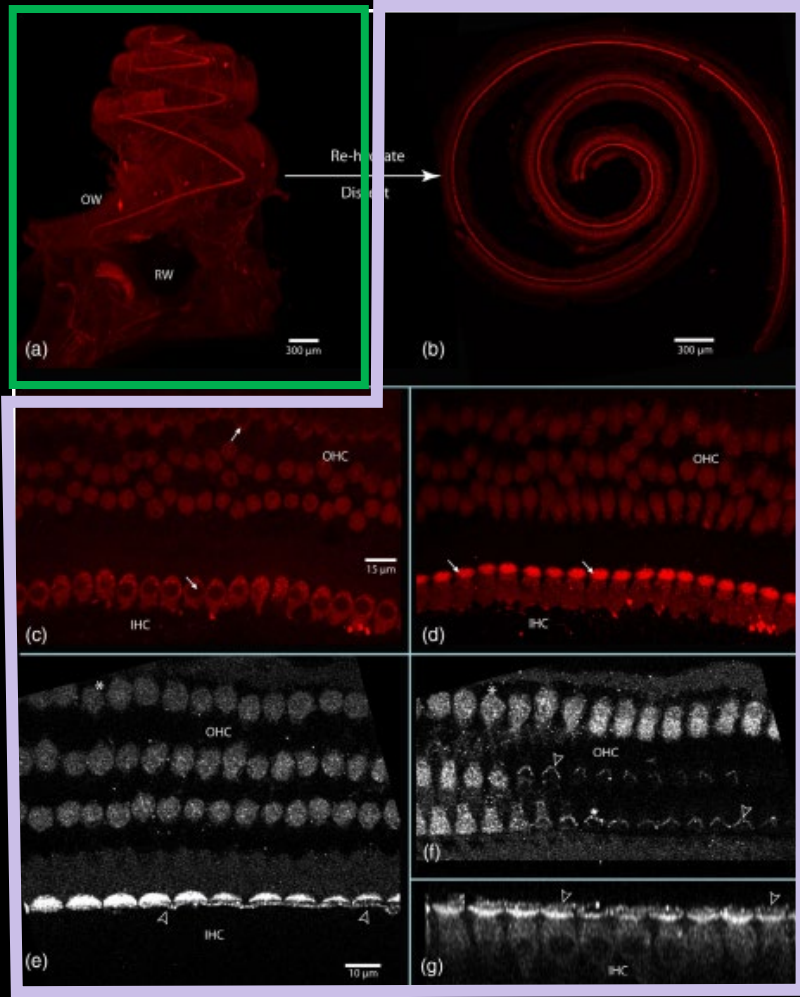 Re-hydrate
Dissect
OW
RW
(a)
300 µm
(b)
300 µm
OHC
15 µm
IHC
(c)
OHC
IHC
(d)
*
OHC
IHC
(e)
10 µm
*
OHC
*
(f)
IHC
(g)